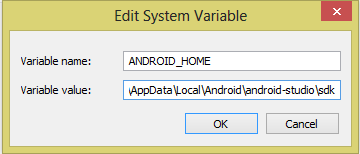 Edit System Variable
Variable name: ANDROID_HOME
Variable value: \AppData\Local\Android\android-studio\sdk
OK Cancel